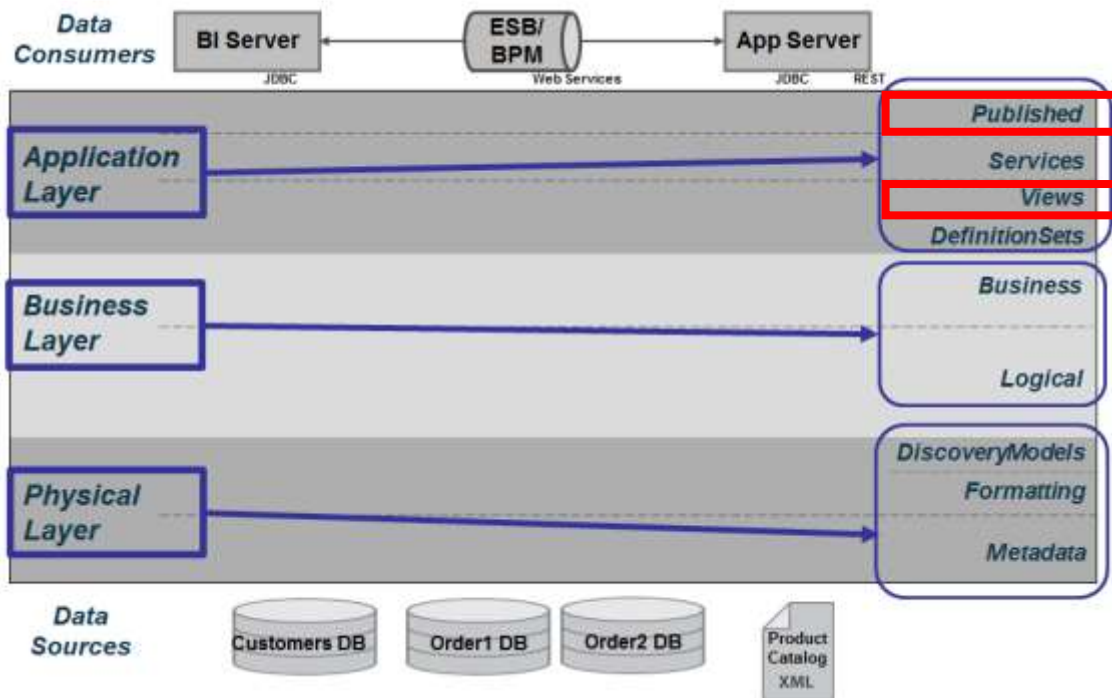 Data
Consumers
BI Server
ESB/
BPM
App Server
JDBC
Web Services
JDBC
REST
Published
Application
Layer
Services
Views
DefinitionSets
Business
Business
Layer
Logical
DiscoveryModels
Physical
Layer
Formatting
Metadata
Data
Sources
Customers DB
Order1 DB
Order2 DB
Product
Catalog
XML